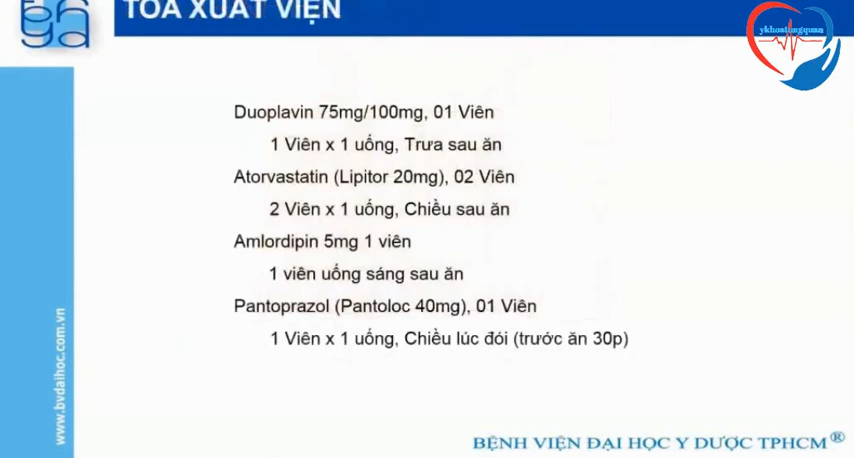 TOA XUẤT VIỆN
ykhoatongquan
Duoplavin 75mg/100mg, 01 Viên
1 Viên x 1 uống, Trưa sau ăn
Atorvastatin (Lipitor 20mg), 02 Viên
2 Viên x 1 uống, Chiều sau ăn
Amlordipin 5mg 1 viên
1 viên uống sáng sau ăn
Pantoprazol (Pantoloc 40mg), 01 Viên
1 Viên x 1 uống, Chiều lúc đói (trước ăn 30p)
www.bvdaihoc.com.vn
BỆNH VIỆN ĐẠI HỌC Y DƯỢC TPHCM®